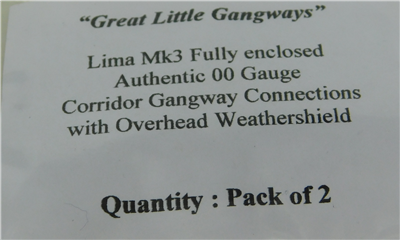 "Great Little Gangways"
Lima Mk3 Fully enclosed
Authentic 00 Gauge
Corridor Gangway Connections
with Overhead Weathershield
Quantity : Pack of 2